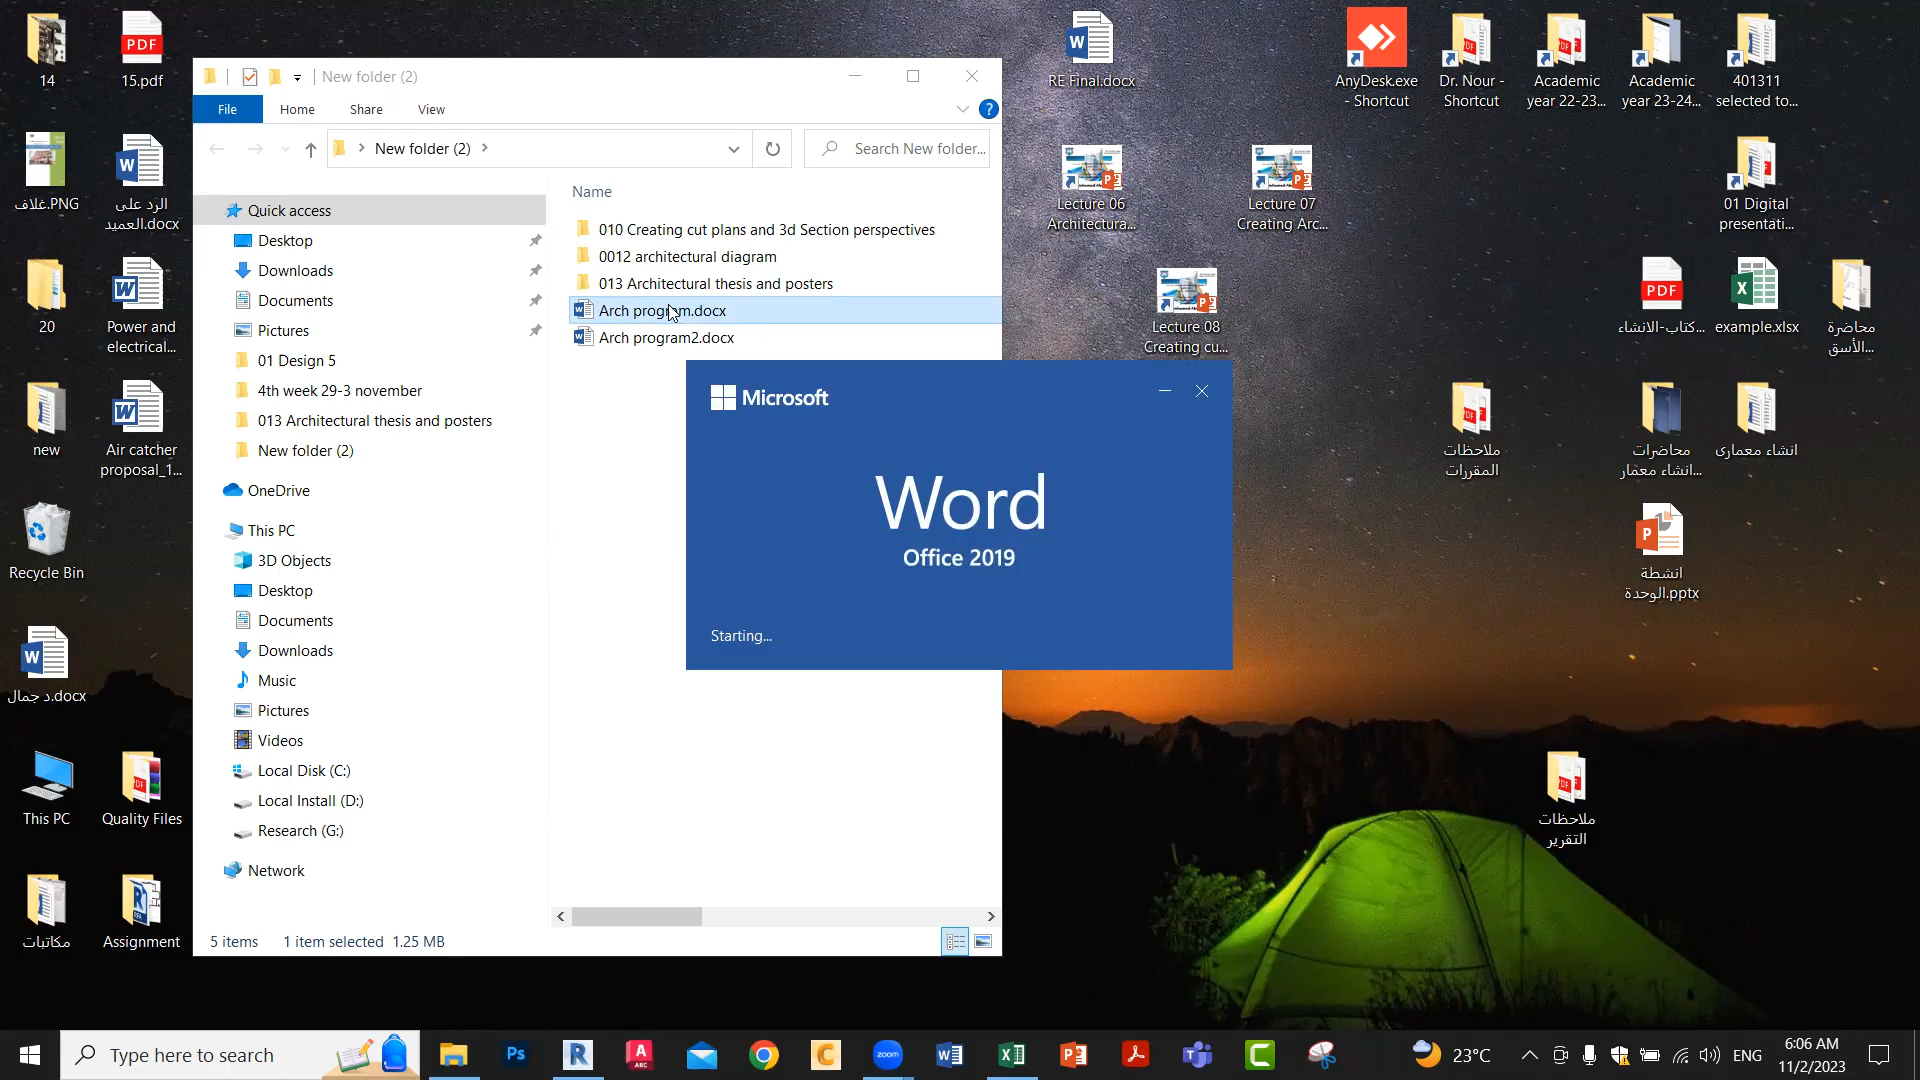 14
15.pdf
غلاف.PNG
الرد على
العميد.docx
20
Power and
electrical...
new
Air catcher
proposal_1...
Recycle Bin
د جمال.docx
This PC
Quality Files
مكاتبات
Assignment
New folder (2)
File
Home
Share
View
New folder (2)
Search New folder...
Name
Quick access
Desktop
Downloads
Documents
Pictures
01 Design 5
4th week 29-3 november
013 Architectural thesis and posters
New folder (2)
OneDrive
This PC
3D Objects
Desktop
Documents
Downloads
Music
Pictures
Videos
Local Disk (C:)
Local Install (D:)
Research (G:)
Network
010 Creating cut plans and 3d Section perspectives
0012 architectural diagram
013 Architectural thesis and posters
Arch program.docx
Arch program2.docx
5 items
1 item selected 1.25 MB
Microsoft
Word
Office 2019
Starting...
RE Final.docx
AnyDesk.exe
- Shortcut
Dr. Nour -
Shortcut
Academic
year 22-23...
Academic
year 23-24...
401311
selected to...
Lecture 06
Architectura...
Lecture 07
Creating Arc...
01 Digital
presentati...
Lecture 08
Creating cu...
كتاب-الانشاء...
example.xlsx
محاضرة
الأسق...
ملاحظات
المقررات
محاضرات
انشاء معمار...
انشاء معمارى
انشطة
الوحدة.pptx
ملاحظات
التقرير
Type here to search
23°C
ENG
6:06 AM
11/2/2023